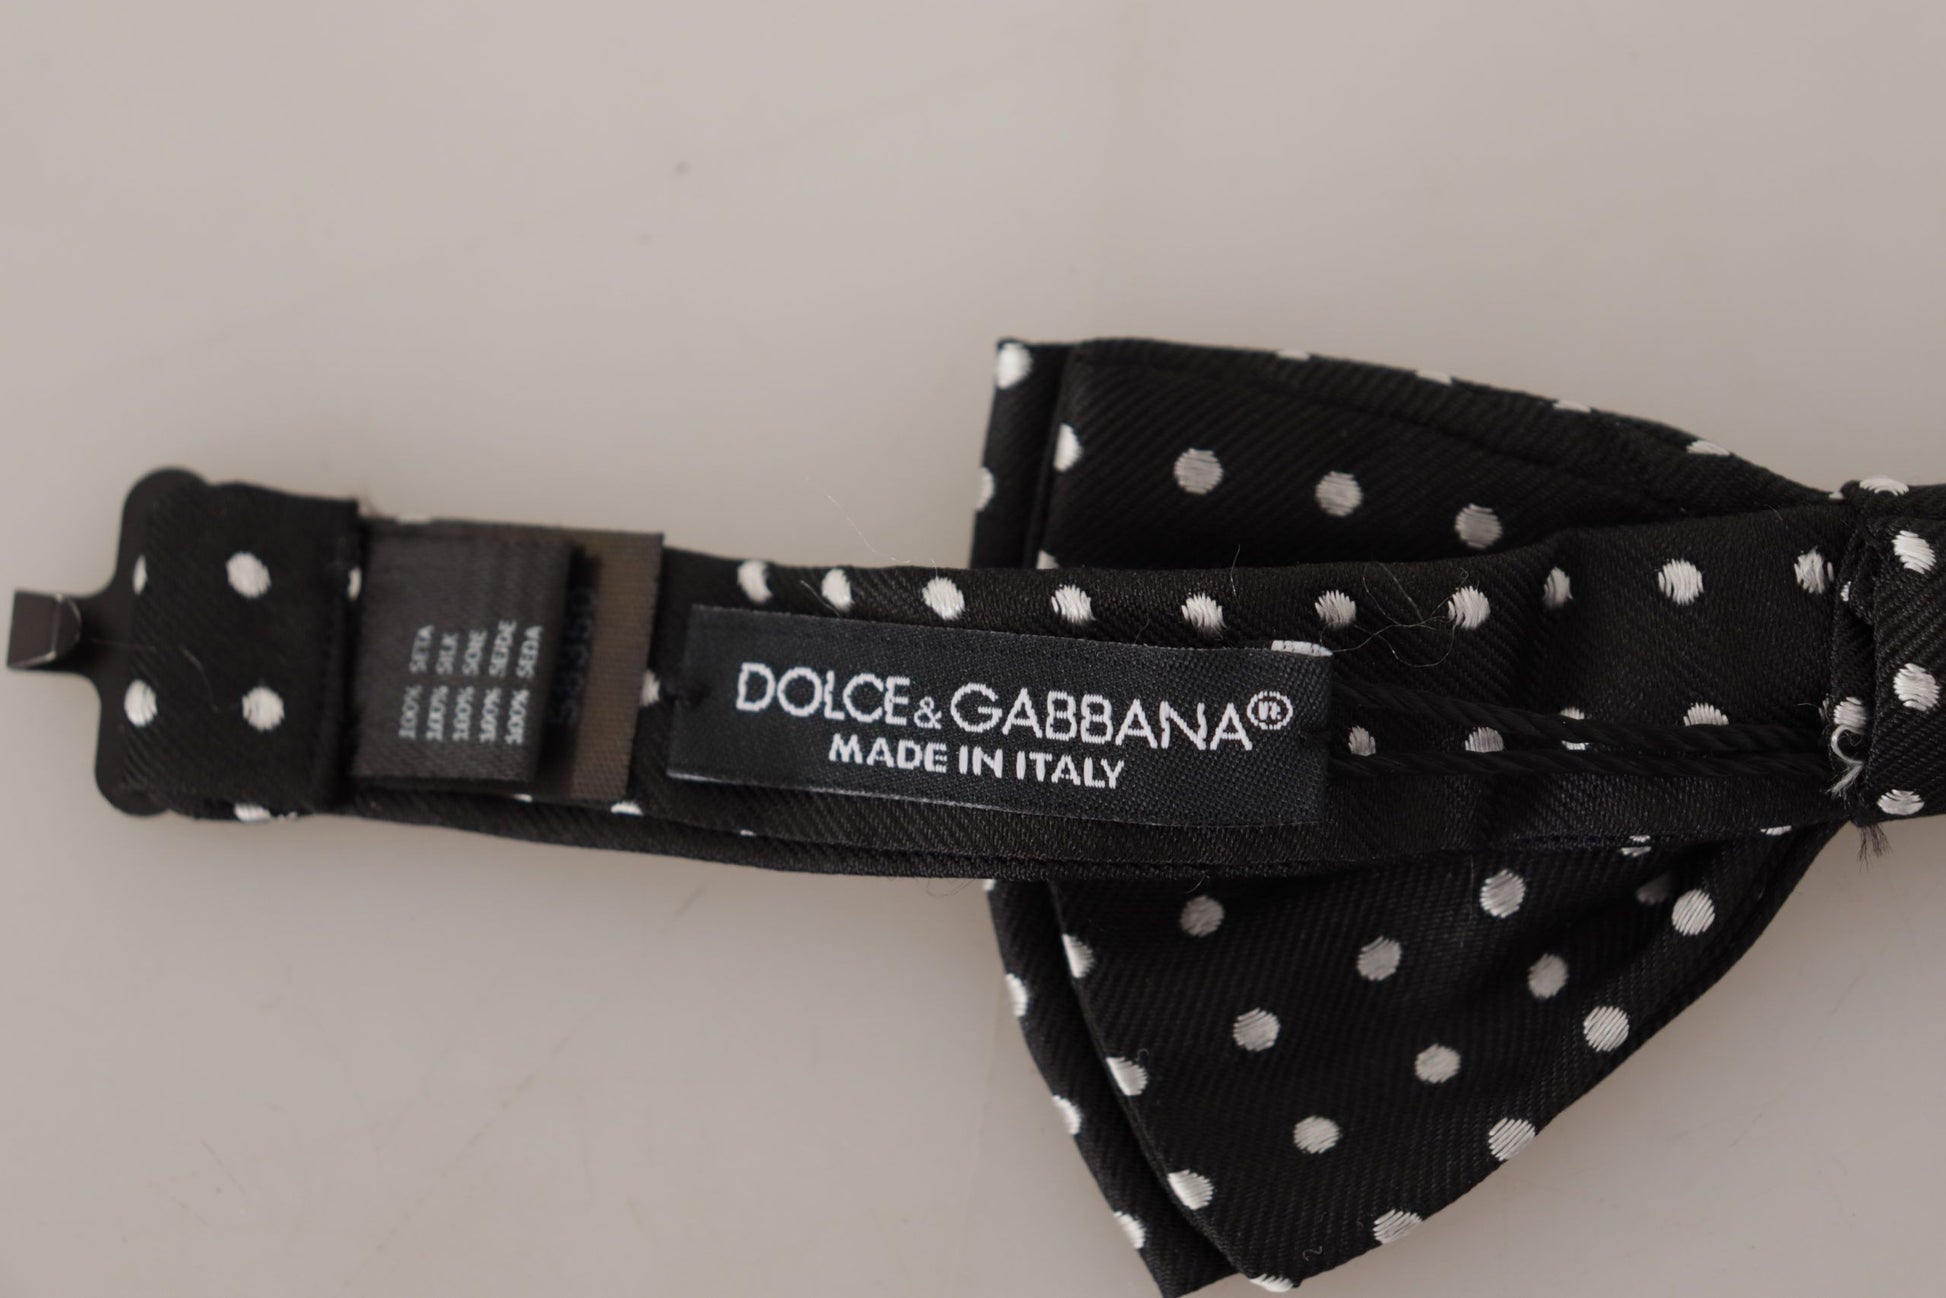 100% SETA
100% SILK
100% SOIE
100% SEIDE
100% SEDA
DOLCE & GABBANA®
MADE IN ITALY